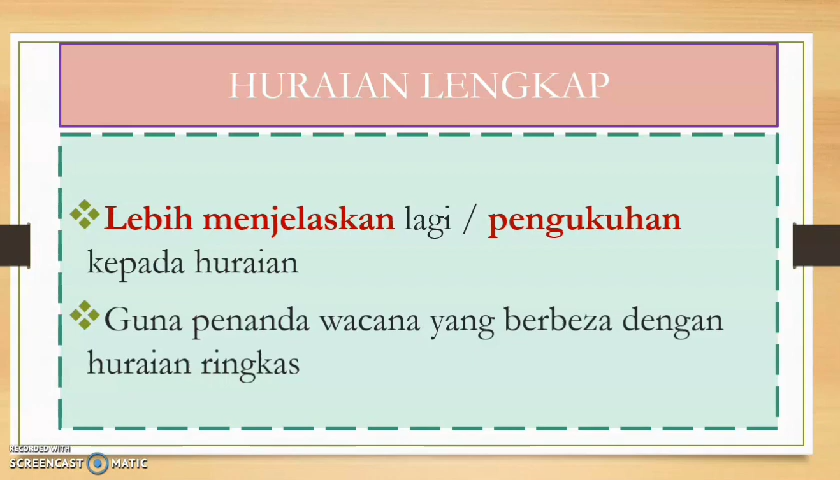 HURAIAN LENGKAP
Lebih menjelaskan lagi / pengukuhan
kepada huraian
Guna penanda wacana yang berbeza dengan
huraian ringkas
RECORDED WITH
SCREENCAST MATIC